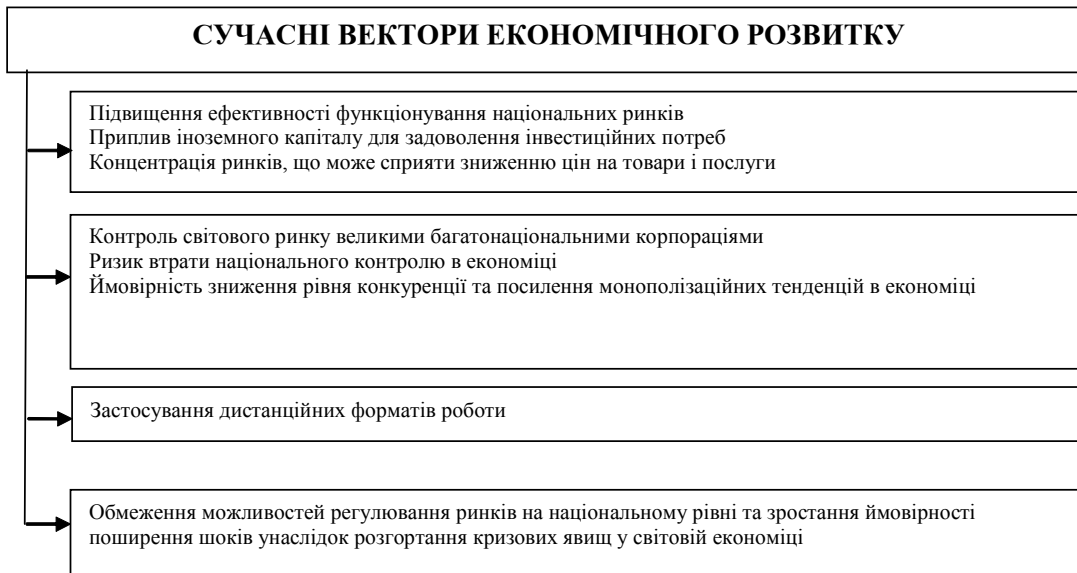 СУЧАСНІ ВЕКТОРИ ЕКОНОМІЧНОГО РОЗВИТКУ
Підвищення ефективності функціонування національних ринків
Приплив іноземного капіталу для задоволення інвестиційних потреб
Концентрація ринків, що може сприяти зниженню цін на товари і послуги
Контроль світового ринку великими багатонаціональними корпораціями
Ризик втрати національного контролю в економіці
Ймовірність зниження рівня конкуренції та посилення монополізаційних тенденцій в економіці
Застосування дистанційних форматів роботи
Обмеження можливостей регулювання ринків на національному рівні та зростання ймовірності
поширення шоків унаслідок розгортання кризових явищ у світовій економіці